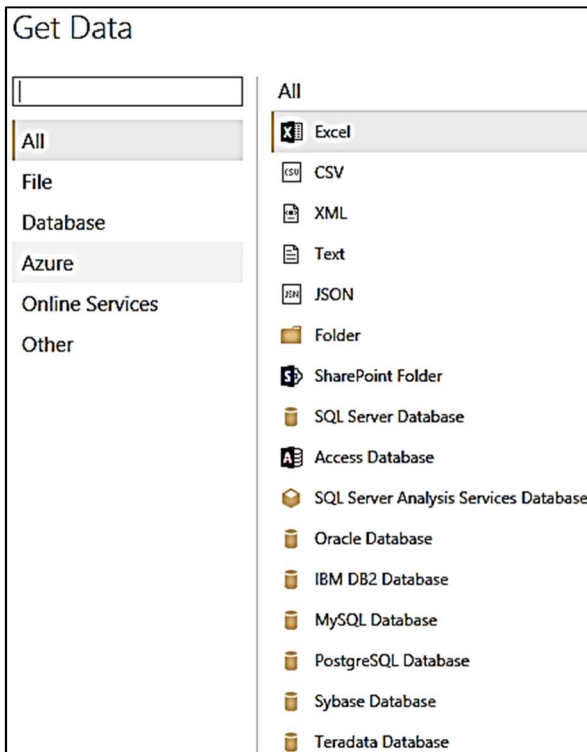 Get Data
All
File
Database
Azure
Online Services
Other
All
Excel
CSV
XML
Text
JSON
Folder
SharePoint Folder
SQL Server Database
Access Database
SQL Server Analysis Services Database
Oracle Database
IBM DB2 Database
MySQL Database
PostgreSQL Database
Sybase Database
Teradata Database